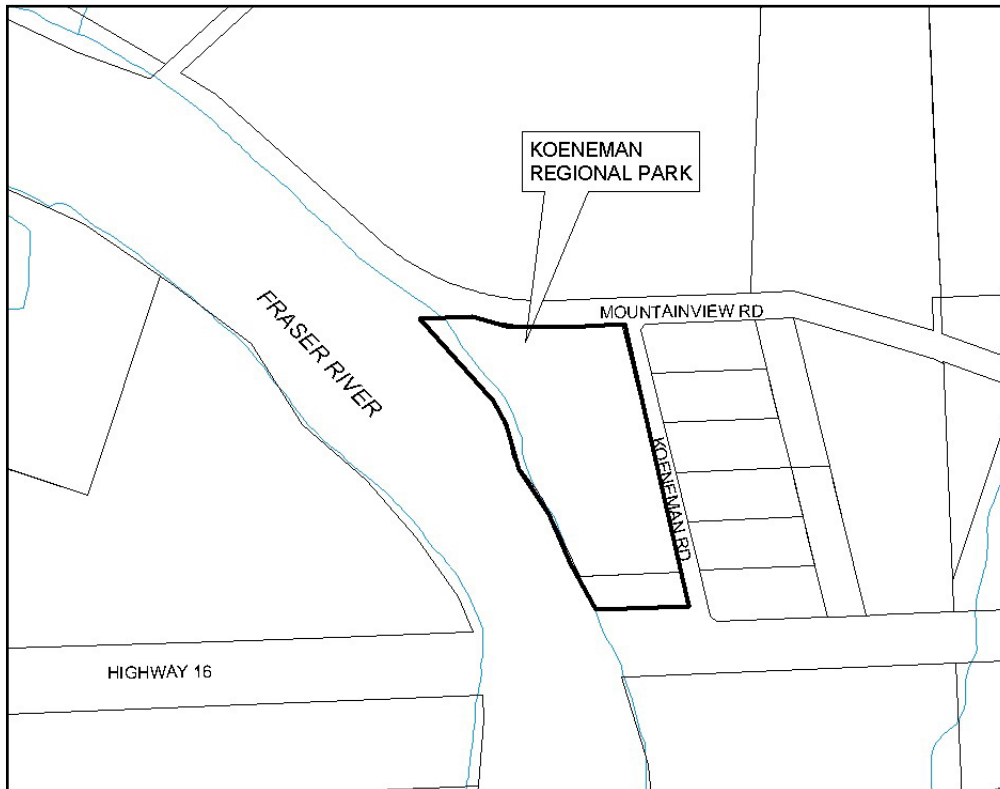 KOENEMAN
REGIONAL PARK
MOUNTAINVIEW RD
FRASER RIVER
KOENEMAN RD
HIGHWAY 16